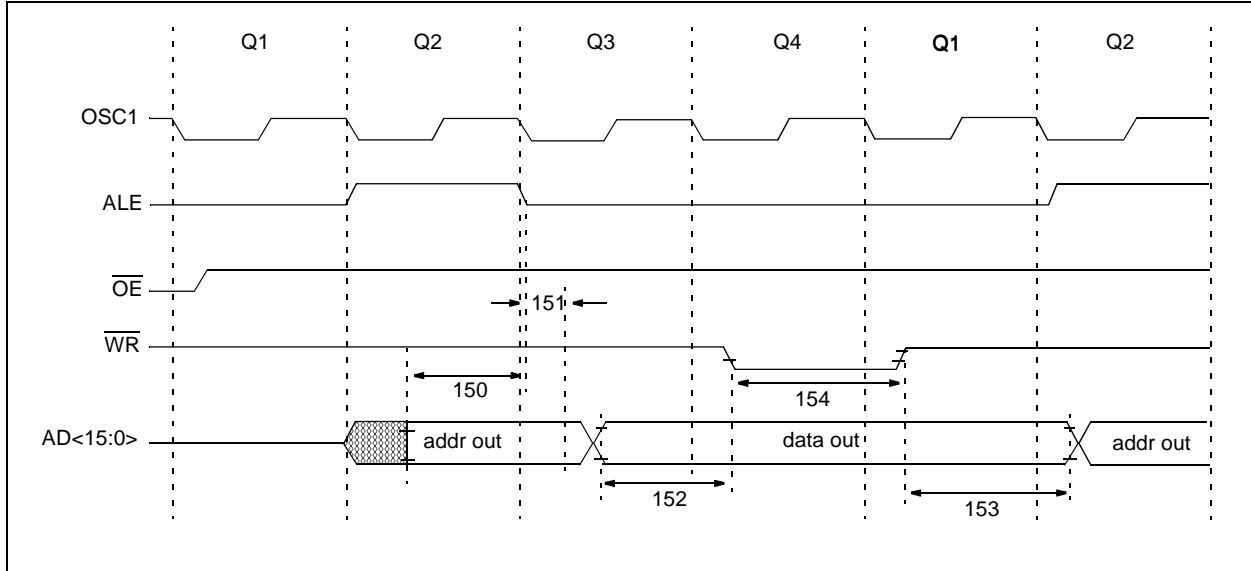 Q1 Q2 Q3 Q4 Q1 Q2
OSC1
ALE
OE
151
WR
150
154
AD<15:0>
addr out
data out
addr out
152
153